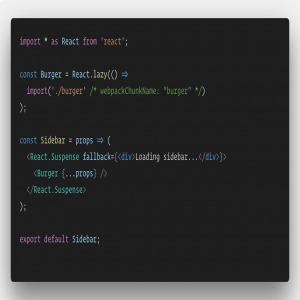 import * as React from 'react';
const Burger = React.lazy(() ⇒
import('./burger' /* webpackChunkName: "burger" */)
);
const Sidebar = props ⇒ (
<React.Suspense fallback={<div>Loading sidebar...</div>}>
<Burger {...props} />
</React.Suspense>
);
export default Sidebar;